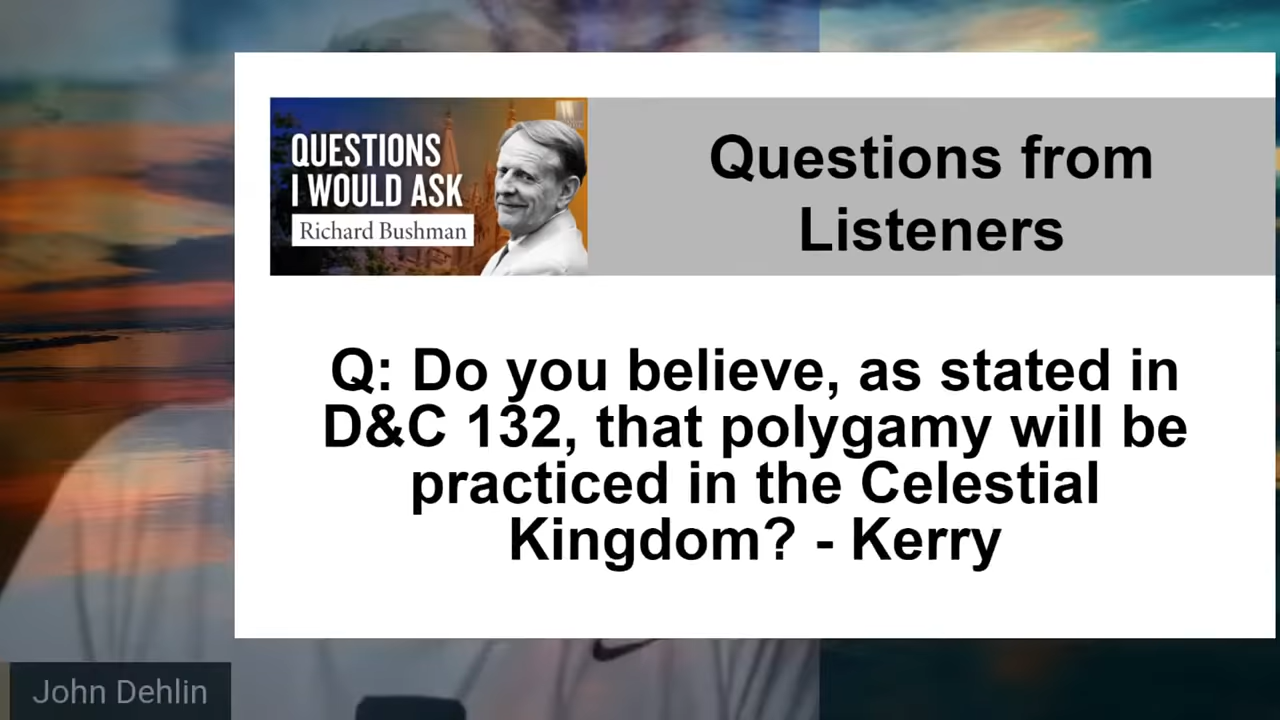 QUESTIONS
I WOULD ASK
Richard Bushman
Questions from
Listeners
Q: Do you believe, as stated in
D&C 132, that polygamy will be
practiced in the Celestial
Kingdom? - Kerry
John Dehlin